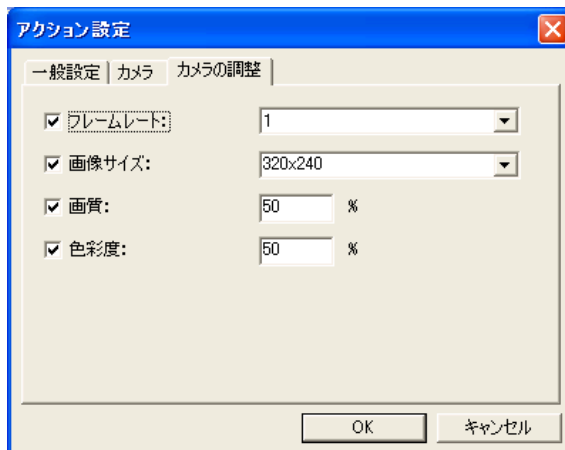 アクション設定
一般設定 カメラ カメラの調整
フレームレート: 1
画像サイズ: 320x240
画質: 50 %
色彩度: 50 %
OK キャンセル